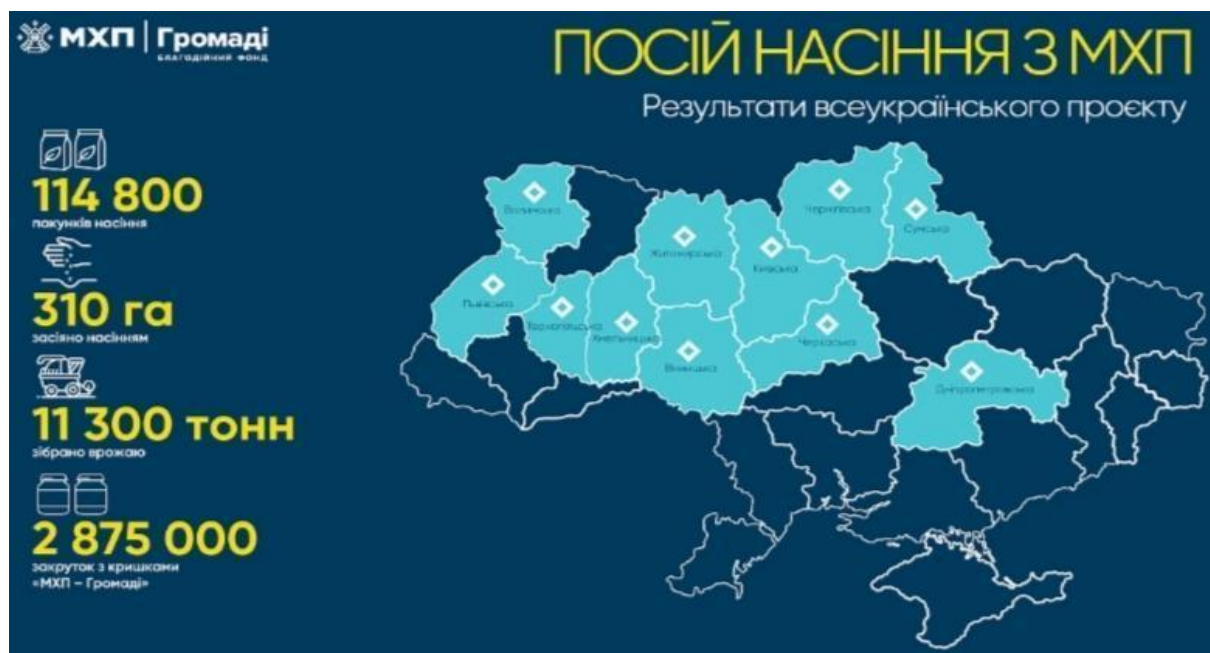 МХП Громаді
БЛАГОДІЙНИЙ ФОНД
ПОСІЙ НАСІННЯ З МХП
Результати всеукраїнського проєкту
114 800
пакунків насіння
310 га
засіяно насінням
11 300 тонн
зібрано врожаю
2 875 000
закруток з кришками
«МХП – Громаді»
Волинська
Чернігівська
Сумська
Житомирська
Київська
Львівська
Тернопільська
Хмельницька
Черкаська
Вінницька
Дніпропетровська